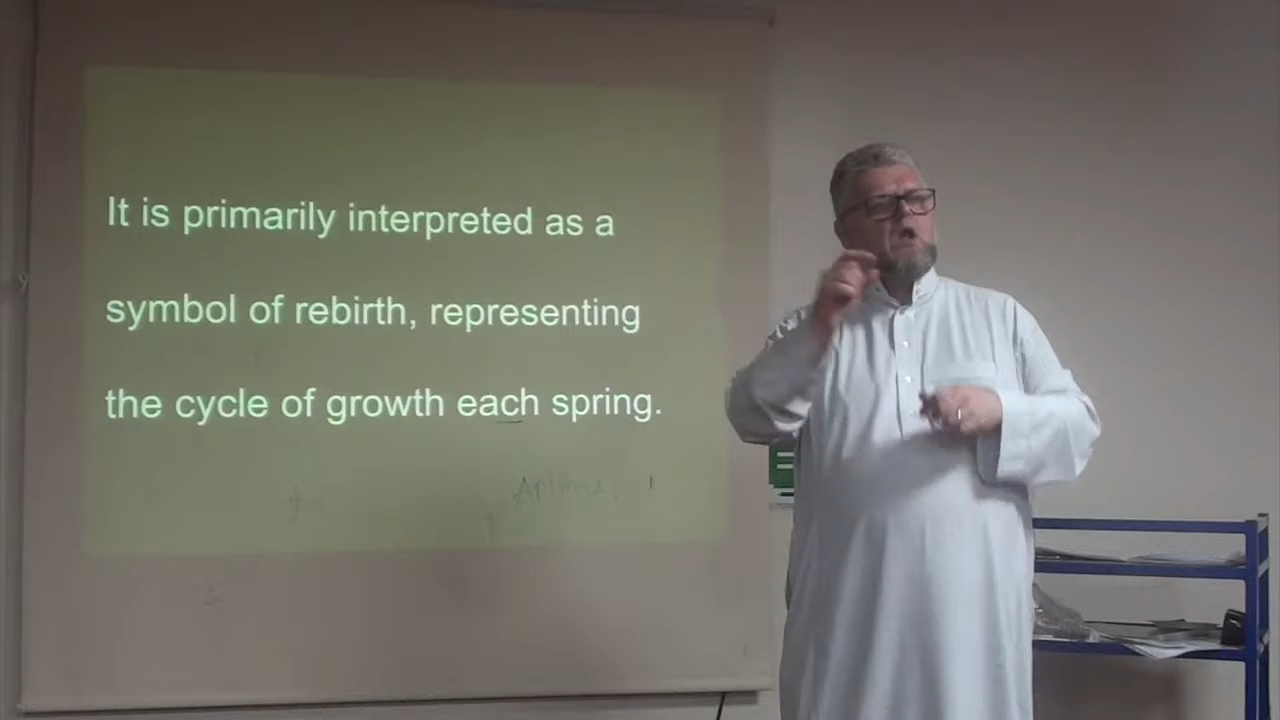 It is primarily interpreted as a
symbol of rebirth, representing
the cycle of growth each spring.